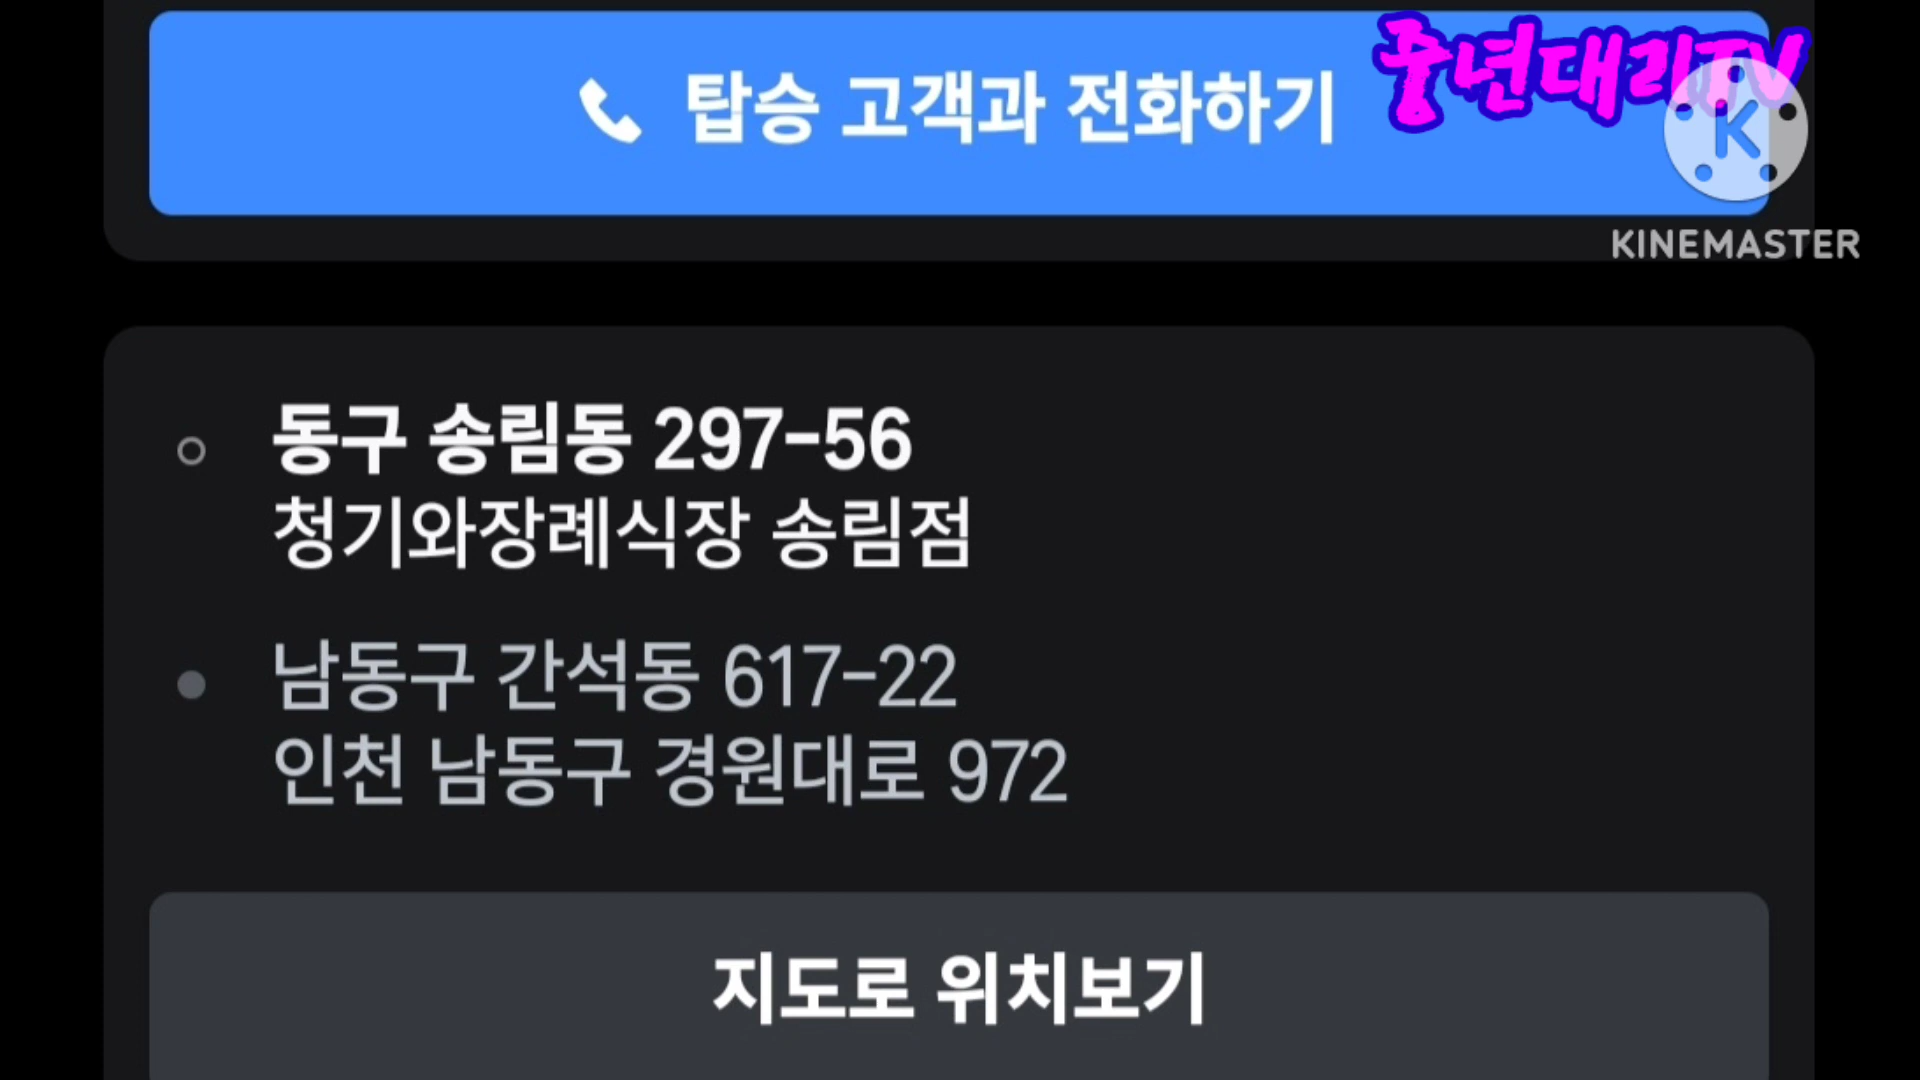 탑승 고객과 전화하기
중년대리TV
K
KINEMASTER
동구 송림동 297-56
청기와장례식장 송림점
남동구 간석동 617-22
인천 남동구 경원대로 972
지도로 위치보기